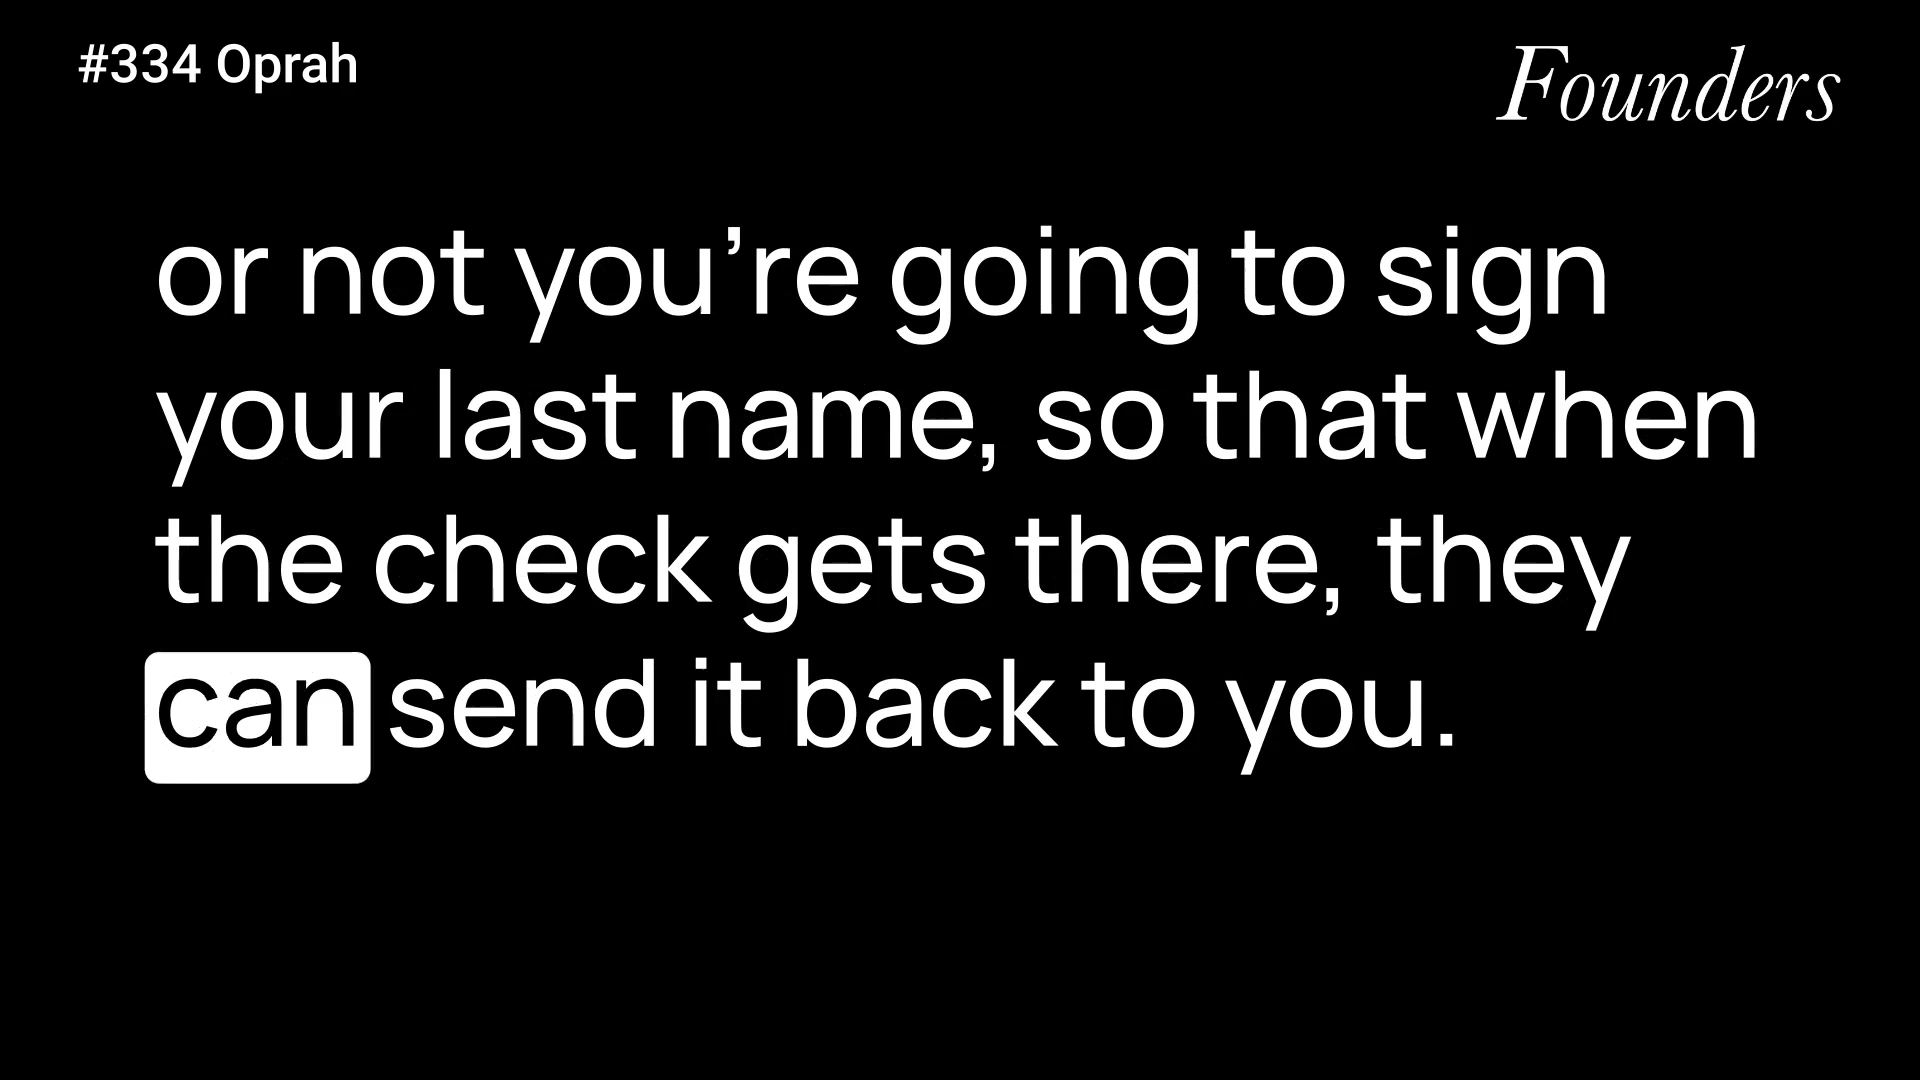 #334 Oprah
Founders
or not you’re going to sign
your last name, so that when
the check gets there, they
can send it back to you.